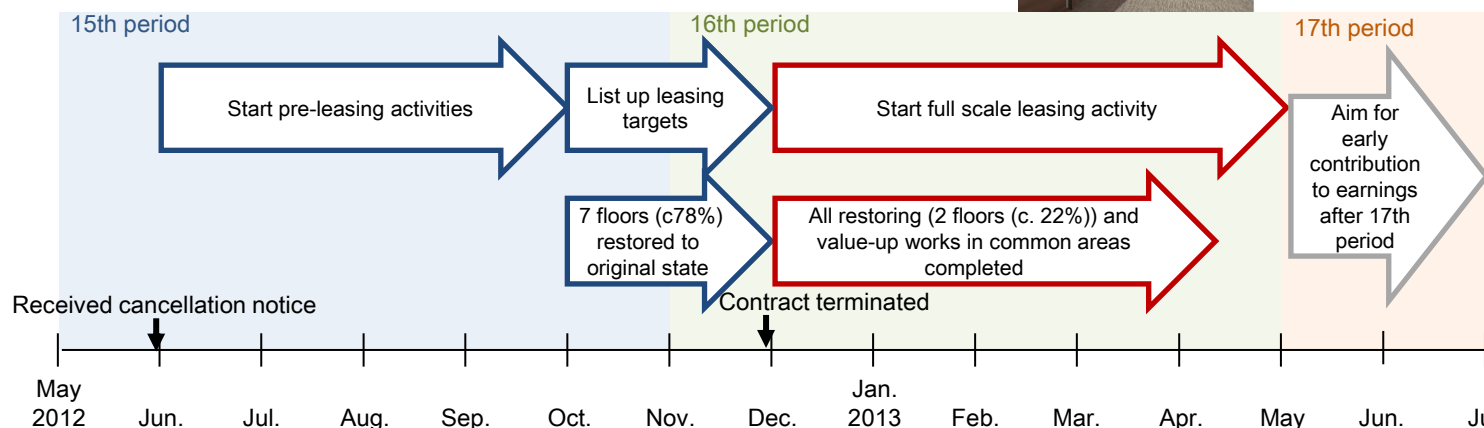 15th period
16th period
17th period
Start pre-leasing activities
List up leasing
targets
Start full scale leasing activity
Aim for
early
contribution
to earnings
after 17th
period
7 floors (c78%)
restored to
original state
All restoring (2 floors (c. 22%)) and
value-up works in common areas
completed
Received cancellation notice
Contract terminated
May
2012
Jun.
Jul.
Aug.
Sep.
Oct.
Nov.
Dec.
Jan.
2013
Feb.
Mar.
Apr.
May
Jun.